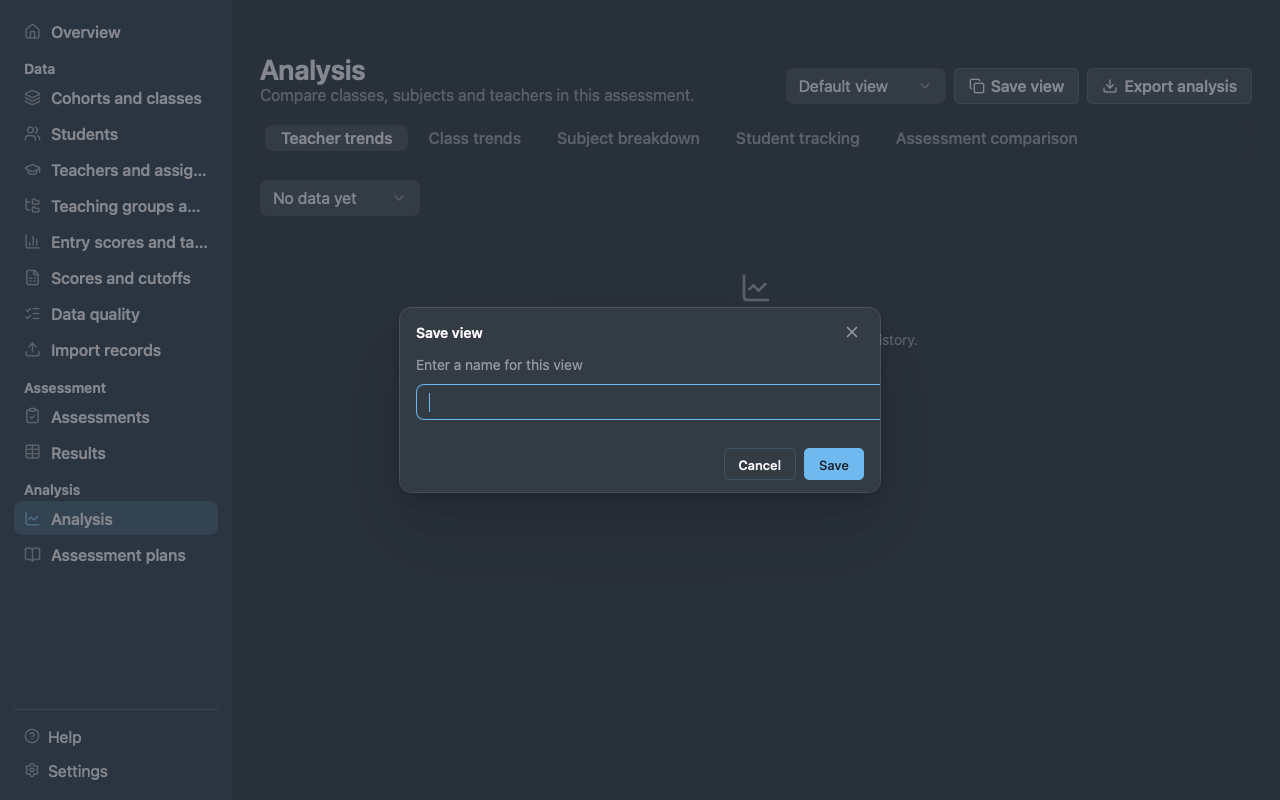 Overview
Data
Cohorts and classes
Students
Teachers and assig...
Teaching groups a...
Entry scores and ta...
Scores and cutoffs
Data quality
Import records
Assessment
Assessments
Results
Analysis
Analysis
Assessment plans
Help
Settings
Analysis
Compare classes, subjects and teachers in this assessment.
Default view
Save view
Export analysis
Teacher trends
Class trends
Subject breakdown
Student tracking
Assessment comparison
No data yet
Save view
Enter a name for this view
Cancel
Save